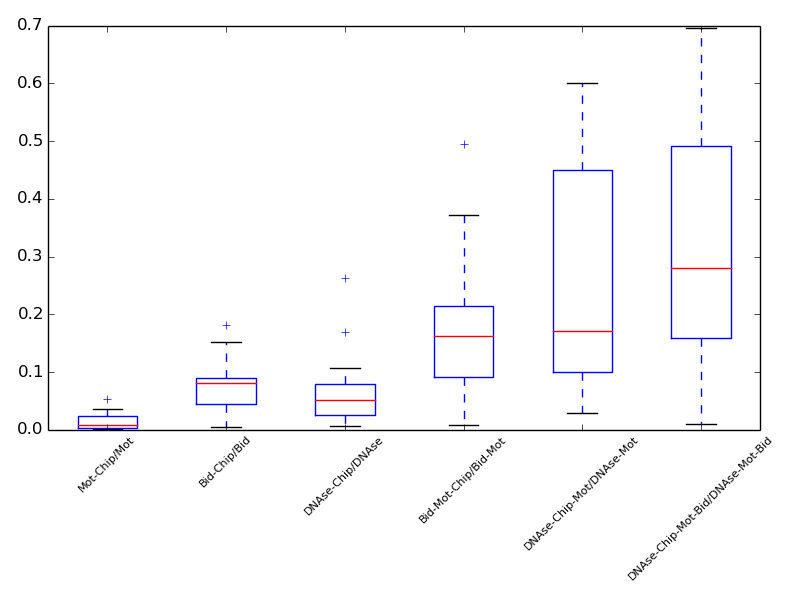 0.7
0.6
0.5
0.4
0.3
0.2
0.1
0.0
Mot-Chip/Mot
Bid-Chip/Bid
DNAse-Chip/DNAse
Bid-Mot-Chip/Bid-Mot
DNAse-Chip-Mot/DNAse-Mot
DNAse-Chip-Mot-Bid/DNAse-Mot-Bid